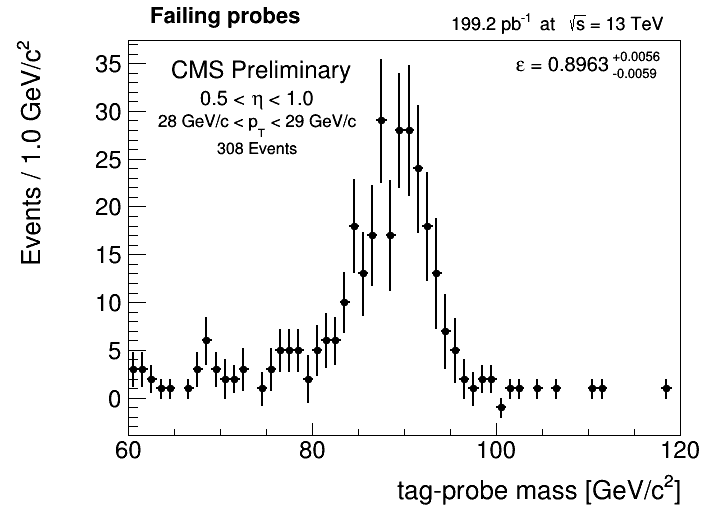 Failing probes
199.2 pb⁻¹ at √s = 13 TeV
CMS Preliminary
0.5 < η < 1.0
28 GeV/c < p_T < 29 GeV/c
308 Events
ε = 0.8963 +0.0056 -0.0059
Events / 1.0 GeV/c²
35
30
25
20
15
10
5
0
60 80 100 120
tag-probe mass [GeV/c²]